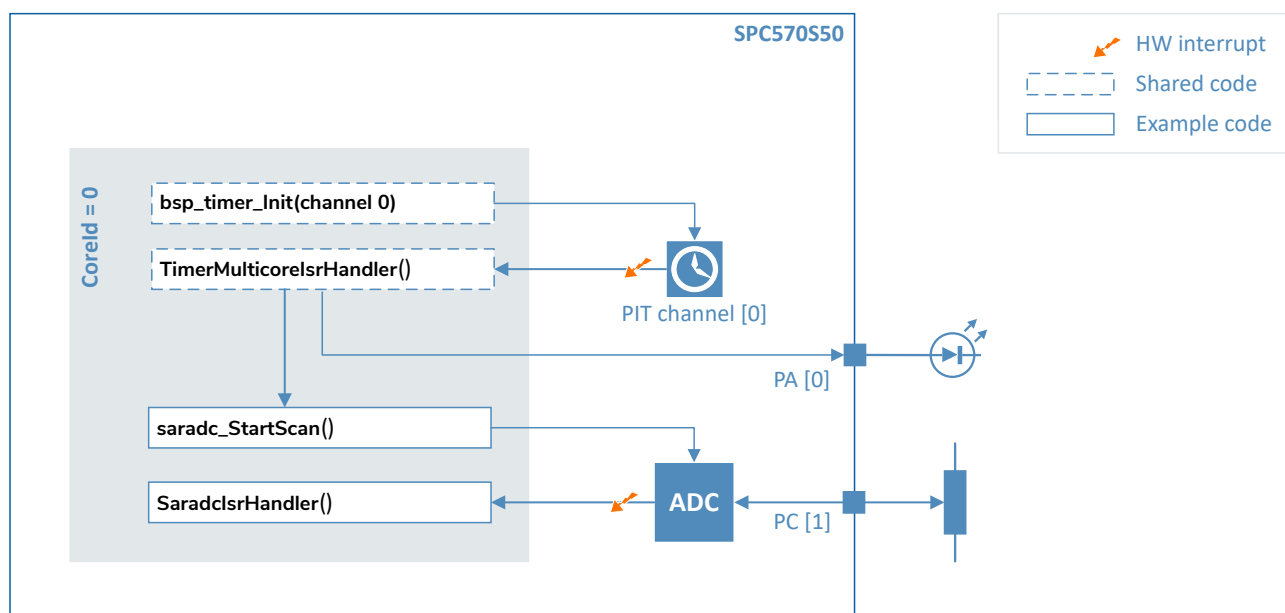 SPC570S50
HW interrupt
Shared code
Example code
CoreId = 0
bsp_timer_Init(channel 0)
TimerMulticoreIsrHandler()
PIT channel [0]
PA [0]
saradc_StartScan()
SaradcIsrHandler()
ADC
PC [1]